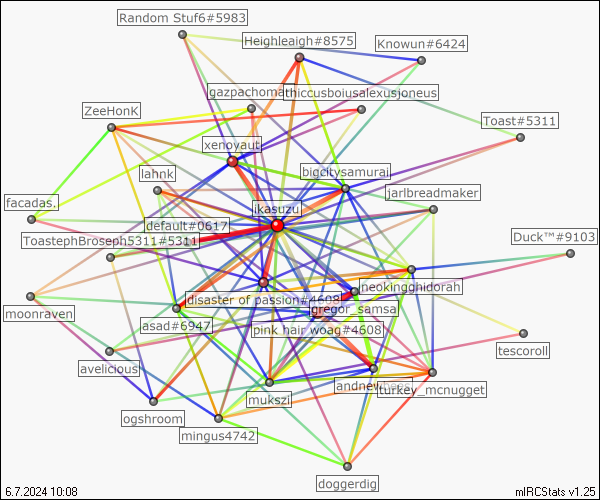 Random Stuf6#5983
Heighleaigh#8575
Knowun#6424
gazpachoma
thiccusboiusalexusjoneus
ZeeHonK
Toast#5311
xenoyaut
bigcitysamurai
lahnk
jarlbreadmaker
facadas.
ikasuzu
default#0617
Duck™#9103
ToastephBroseph5311#5311
neokingghidorah
disaster of passion#4608
gregor_samsa
moonraven
asad#6947
pink hair woag#4608
tescoroll
avelicious
andnewbees
turkey_mcnugget
mukszi
ogshroom
mingus4742
doggerdig
6.7.2024 10:08
mIRCStats v1.25